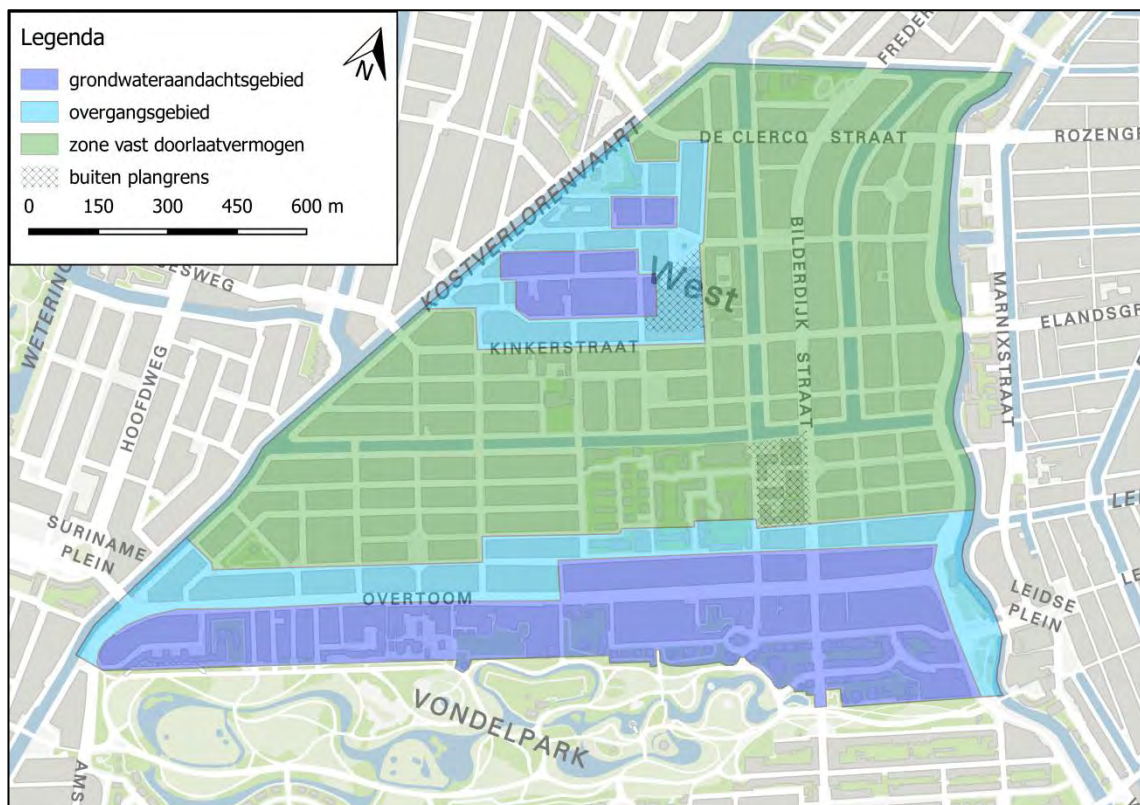 Legenda
N
grondwateraandachtsgebied
overgangsgebied
zone vast doorlaatvermogen
buiten plangrens
0 150 300 450 600 m
FREDER
DE CLERCQ STRAAT
ROZENGR
KOSTVERLORENVAART
WETERING
ESWEG
BILDERDIJK
STRAAT
West
HOOFDWEG
MARNIXSTRAAT
ELANDSGR
KINKERSTRAAT
SURINAME
PLEIN
OVERTOOM
LEIDSE
PLEIN
VONDELPARK
AMS